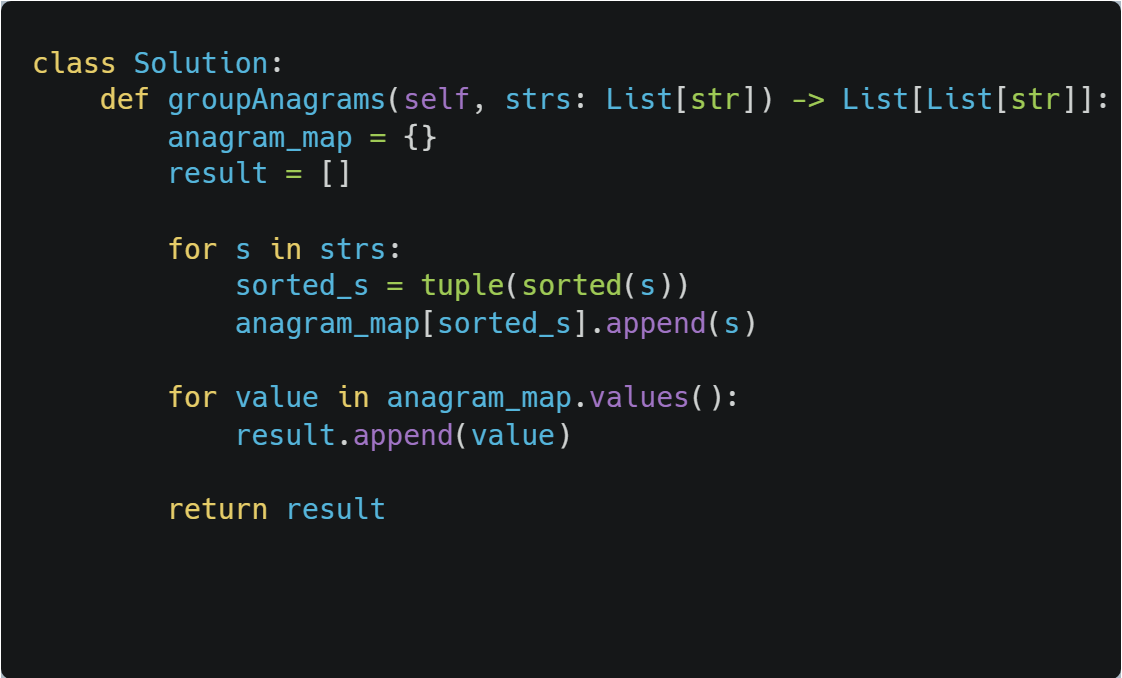 class Solution:
    def groupAnagrams(self, strs: List[str]) -> List[List[str]]:
        anagram_map = {}
        result = []

        for s in strs:
            sorted_s = tuple(sorted(s))
            anagram_map[sorted_s].append(s)

        for value in anagram_map.values():
            result.append(value)

        return result